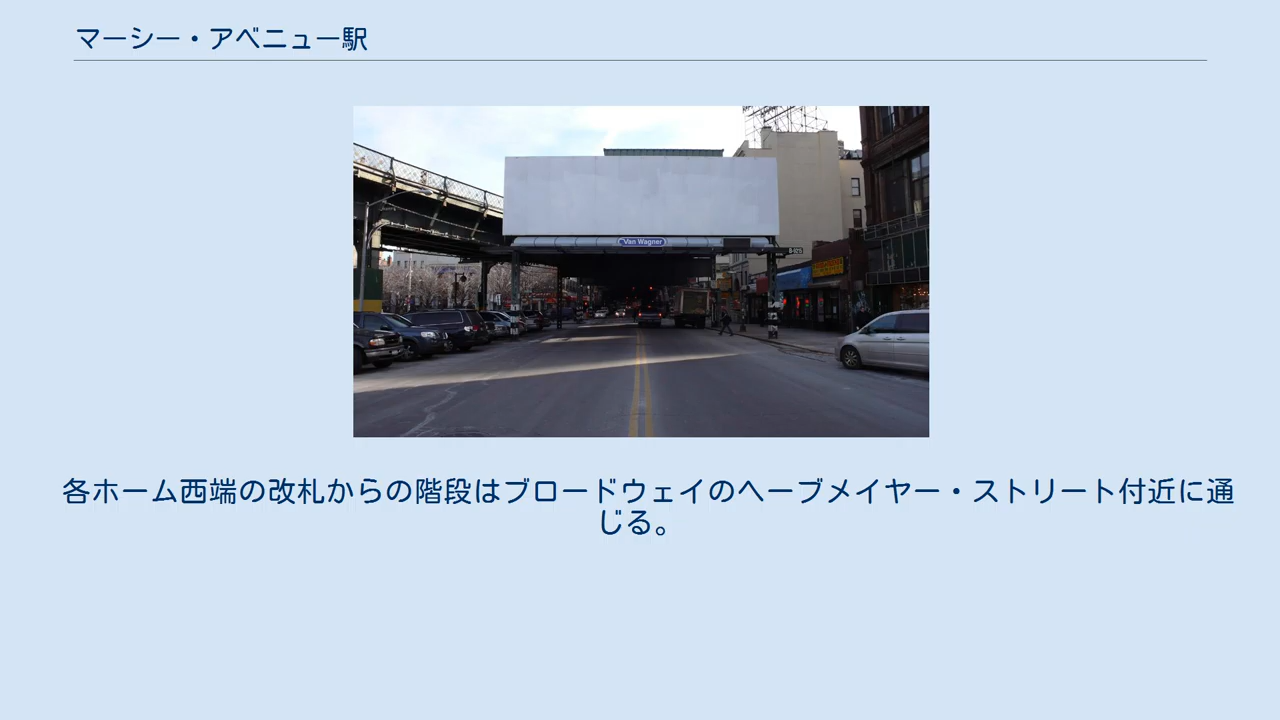 マーシー・アベニュー駅
Van Wagner
各ホーム西端の改札からの階段はブロードウェイのヘーブメイヤー・ストリート付近に通
じる。